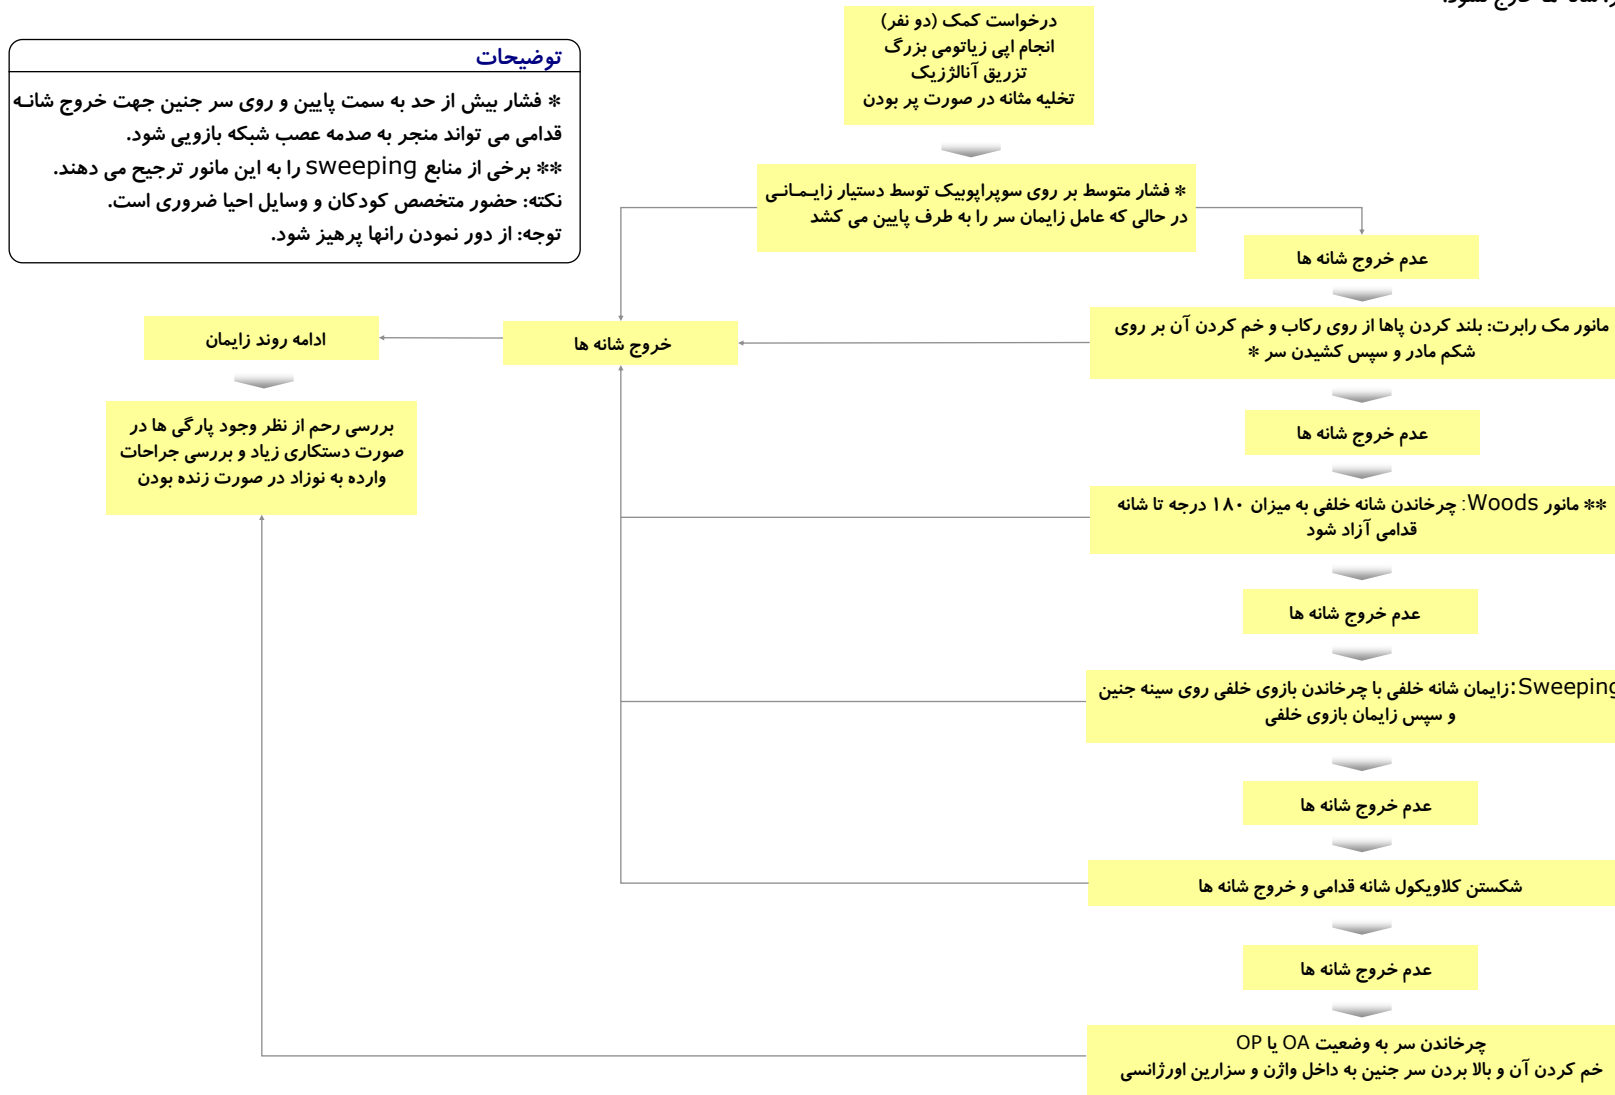 شانه ها خارج نشود.
درخواست کمک (دو نفر)
انجام اپی زیاتومی بزرگ
تزریق آنالژزیک
تخلیه مثانه در صورت پر بودن
توضیحات
* فشار بیش از حد به سمت پایین و روی سر جنین جهت خروج شانه
قدامی می تواند منجر به صدمه عصب شبکه بازویی شود.
** برخی از منابع sweeping را به این مانور ترجیح می دهند.
نکته: حضور متخصص کودکان و وسایل احیا ضروری است.
توجه: از دور نمودن رانها پرهیز شود.
* فشار متوسط بر روی سوپراپوبیک توسط دستیار زایمانی
در حالی که عامل زایمان سر را به طرف پایین می کشد
عدم خروج شانه ها
مانور مک رابرت: بلند کردن پاها از روی رکاب و خم کردن آن بر روی
شکم مادر و سپس کشیدن سر *
خروج شانه ها
ادامه روند زایمان
بررسی رحم از نظر وجود پارگی ها در
صورت دستکاری زیاد و بررسی جراحات
وارده به نوزاد در صورت زنده بودن
عدم خروج شانه ها
** مانور Woods: چرخاندن شانه خلفی به میزان ۱۸۰ درجه تا شانه
قدامی آزاد شود
عدم خروج شانه ها
Sweeping: زایمان شانه خلفی با چرخاندن بازوی خلفی روی سینه جنین
و سپس زایمان بازوی خلفی
عدم خروج شانه ها
شکستن کلاویکول شانه قدامی و خروج شانه ها
عدم خروج شانه ها
چرخاندن سر به وضعیت OA یا OP
خم کردن آن و بالا بردن سر جنین به داخل واژن و سزارین اورژانسی